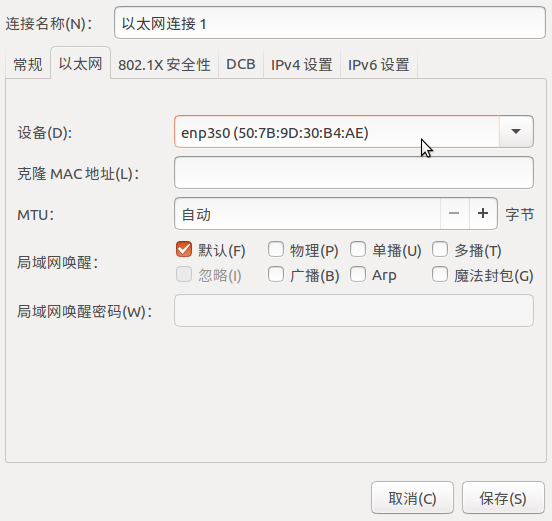 连接名称(N)： 以太网连接 1
常规 以太网 802.1X 安全性 DCB IPv4 设置 IPv6 设置
设备(D)： enp3s0 (50:7B:9D:30:B4:AE)
克隆 MAC 地址(L)：
MTU： 自动 − + 字节
局域网唤醒： 默认(F) 物理(P) 单播(U) 多播(T)
忽略(I) 广播(B) Arp 魔法封包(G)
局域网唤醒密码(W)：
取消(C) 保存(S)